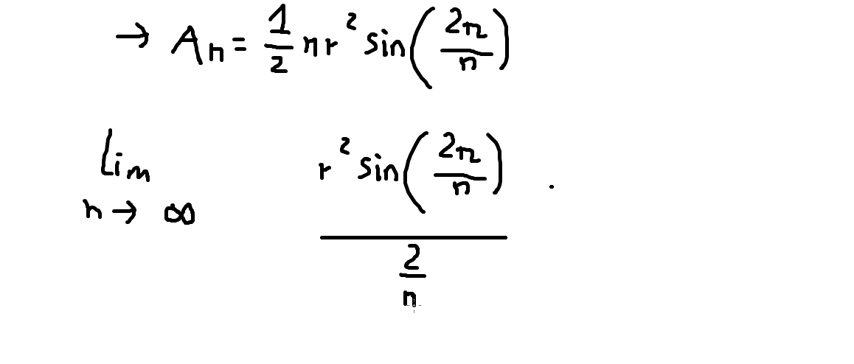 → Aₙ = 1/2 n r² sin(2π/n)
lim n → ∞ (r² sin(2π/n)) / (2/n) .